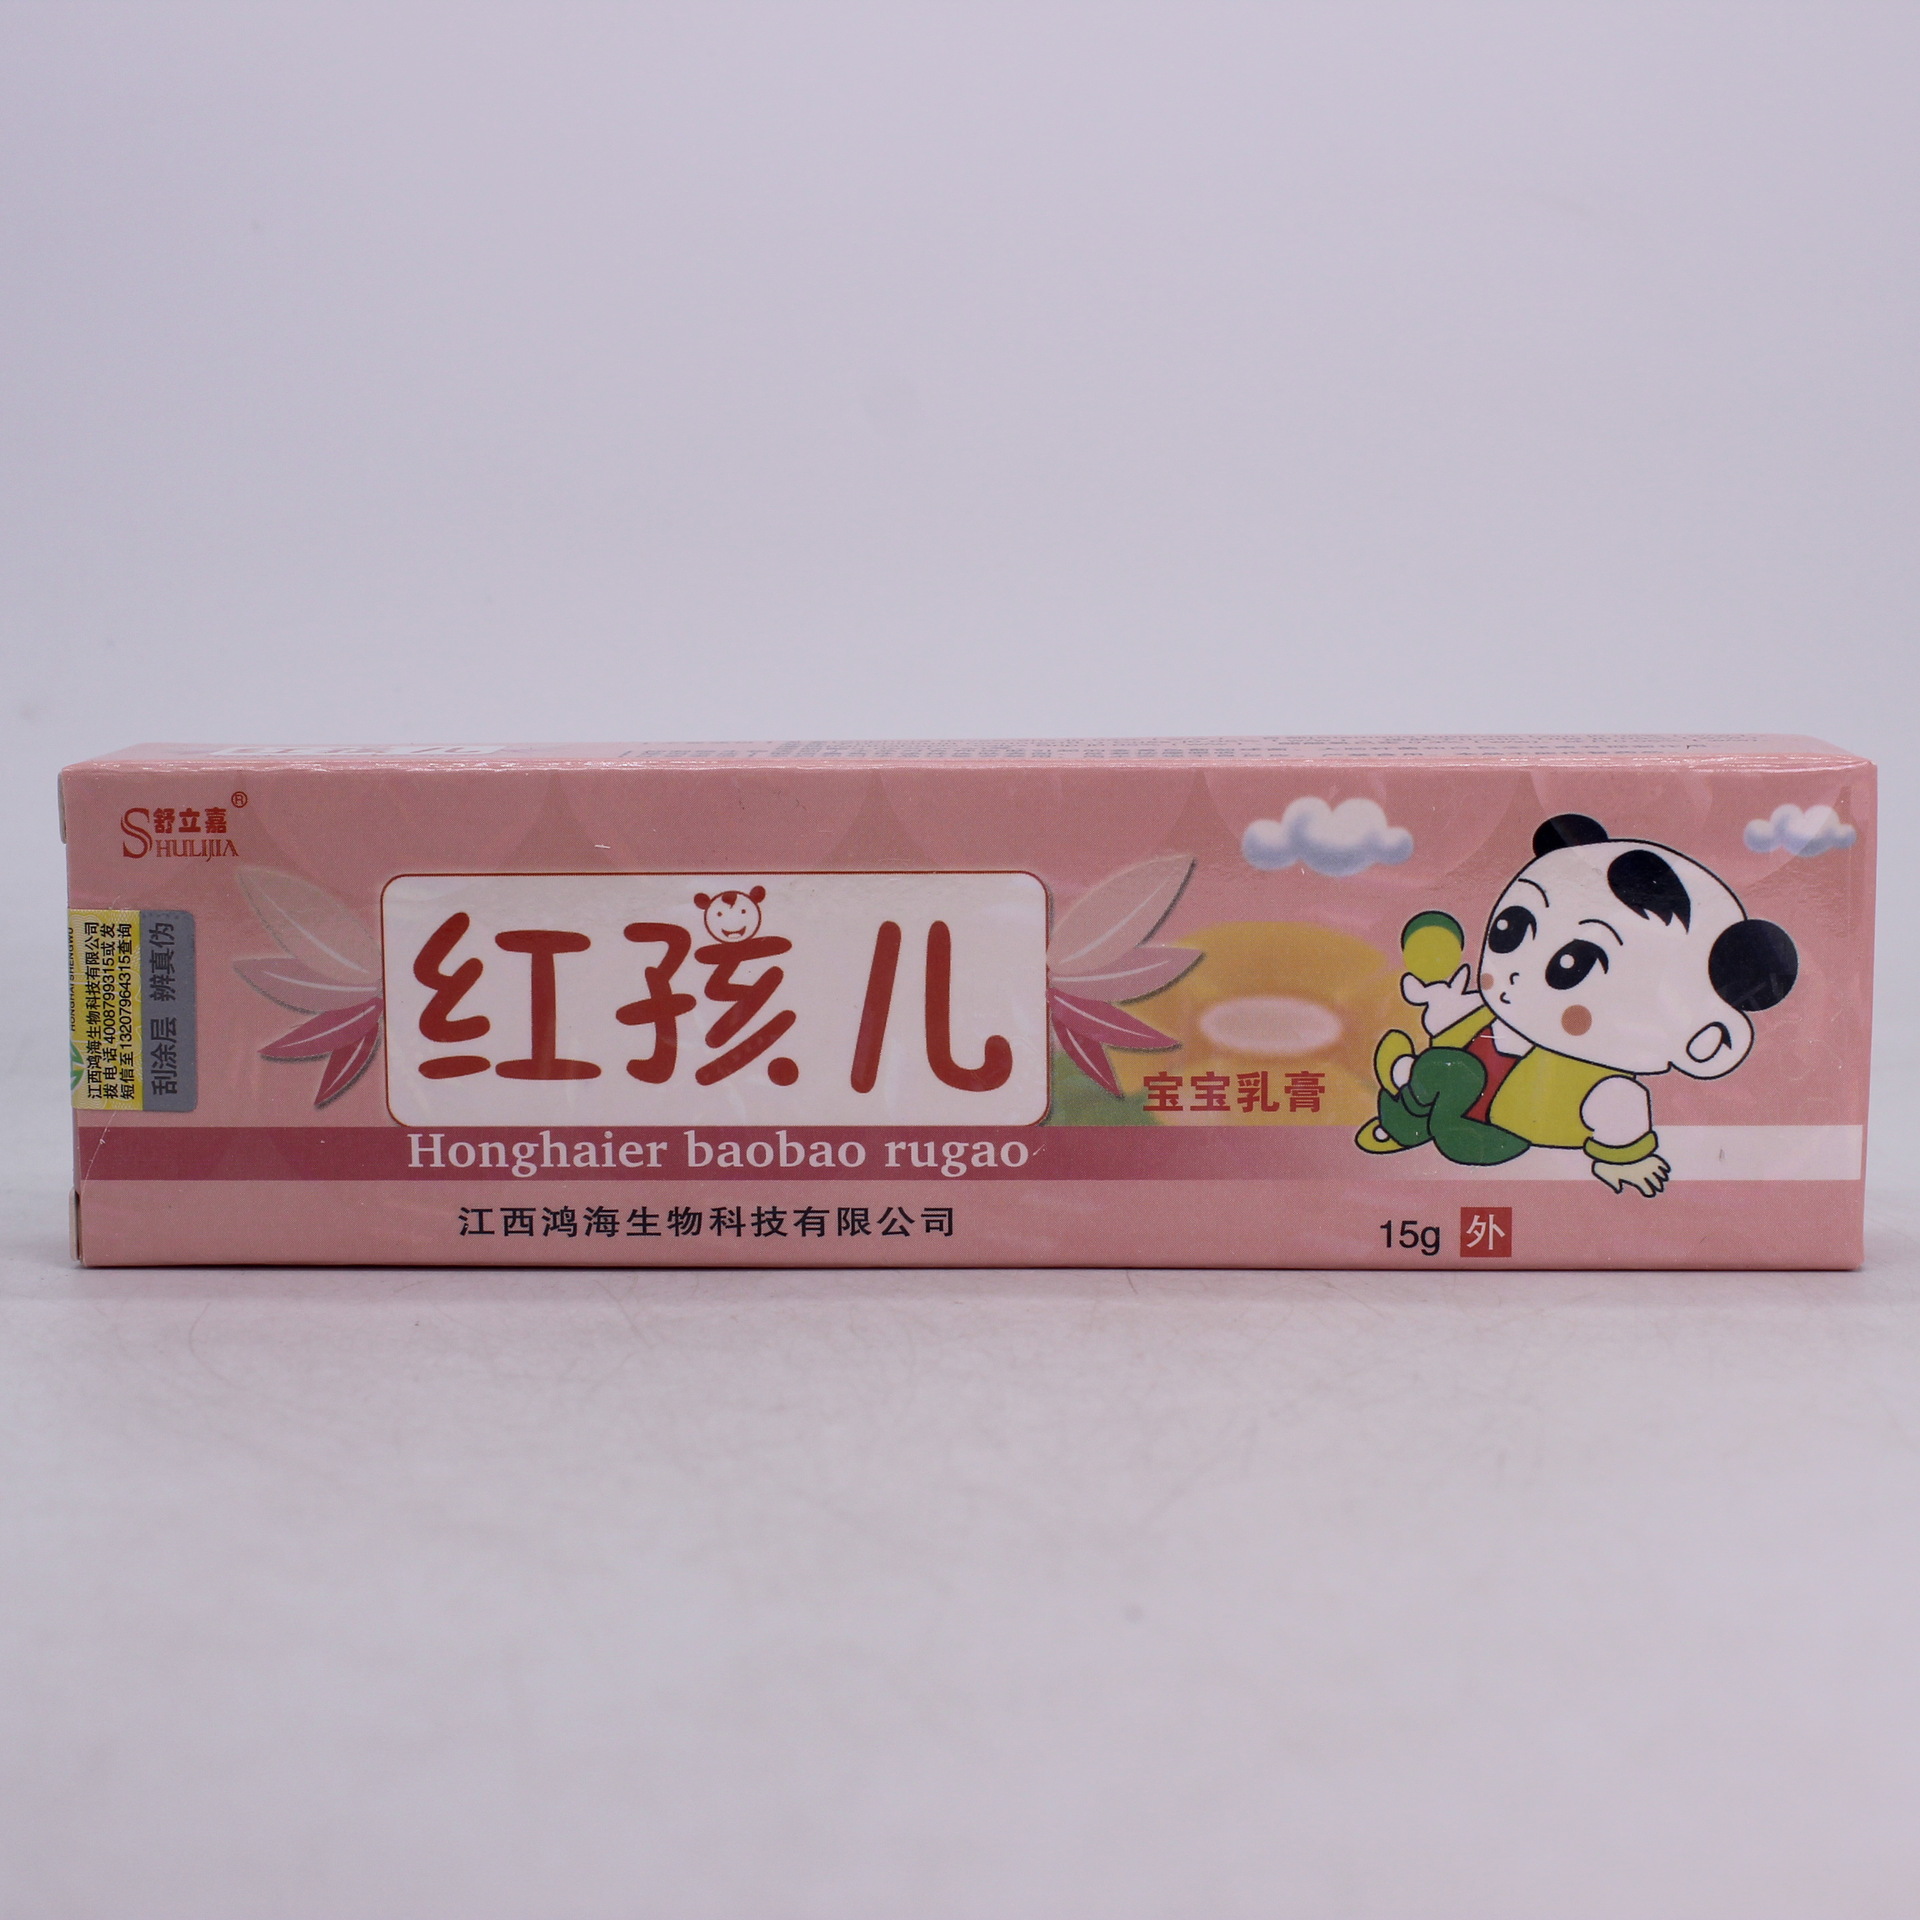 舒立嘉®
SHULIJIA
红孩儿
宝宝乳膏
Honghaier baobao rugao
江西鸿海生物科技有限公司
15g 外
江西鸿海生物科技有限公司
拨电话4008799315或发
短信至13207964315查询
刮涂层 辨真伪